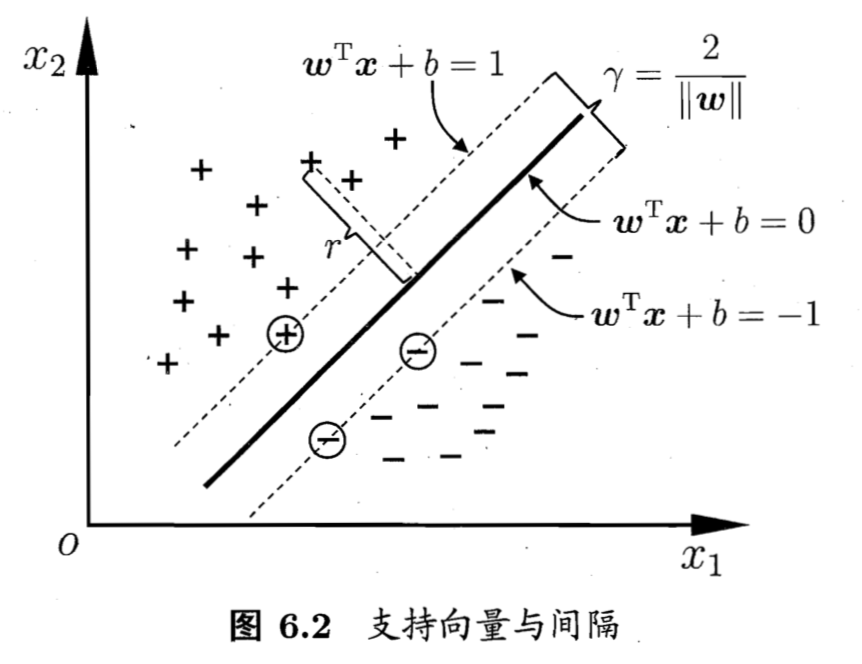 x₂
wᵀx + b = 1
γ = 2 / ‖w‖
wᵀx + b = 0
r
wᵀx + b = −1
O
x₁
图 6.2 支持向量与间隔